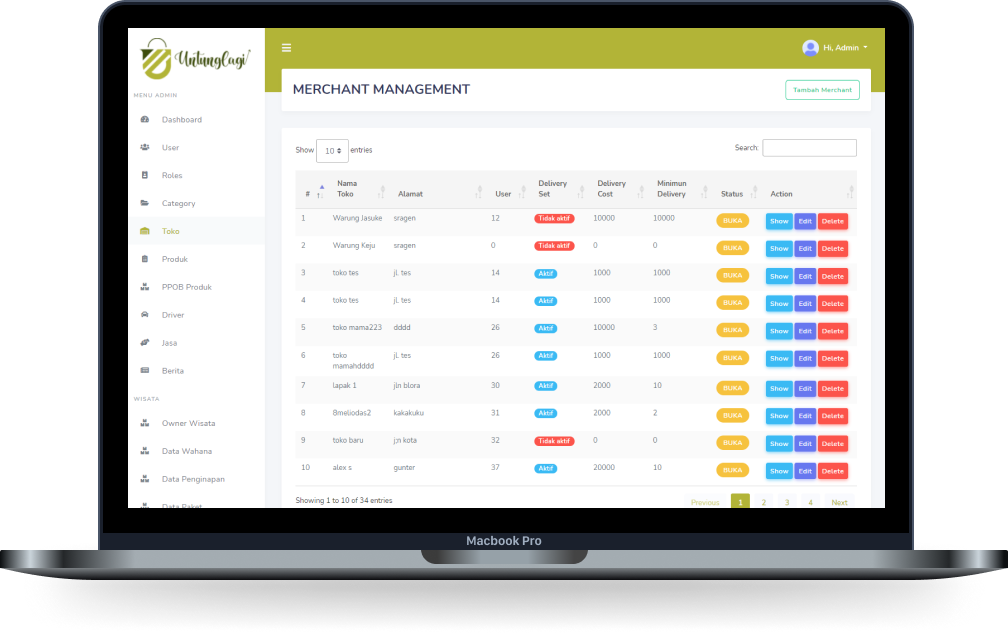 UntungLagi
MENU ADMIN
Dashboard
User
Roles
Category
Toko
Produk
PPOB Produk
Driver
Jasa
Berita
WISATA
Owner Wisata
Data Wahana
Data Penginapan
Data Paket
Hi, Admin
MERCHANT MANAGEMENT
Tambah Merchant
Show 10 entries
Search:
# Nama Toko Alamat User Delivery Set Delivery Cost Minimun Delivery Status Action
1 Warung Jasuke sragen 12 Tidak aktif 10000 10000 BUKA Show Edit Delete
2 Warung Keju sragen 0 Tidak aktif 0 0 BUKA Show Edit Delete
3 toko tes jl. tes 14 Aktif 1000 1000 BUKA Show Edit Delete
4 toko tes jl. tes 14 Aktif 1000 1000 BUKA Show Edit Delete
5 toko mama223 dddd 26 Aktif 10000 3 BUKA Show Edit Delete
6 toko mamahdddd jl. tes 26 Aktif 1000 1000 BUKA Show Edit Delete
7 lapak 1 jln blora 30 Aktif 2000 10 BUKA Show Edit Delete
8 8meliodas2 kakakuku 31 Aktif 2000 2 BUKA Show Edit Delete
9 toko baru j;n kota 32 Tidak aktif 0 0 BUKA Show Edit Delete
10 alex s gunter 37 Aktif 20000 10 BUKA Show Edit Delete
Showing 1 to 10 of 34 entries
Previous 1 2 3 4 Next
Macbook Pro